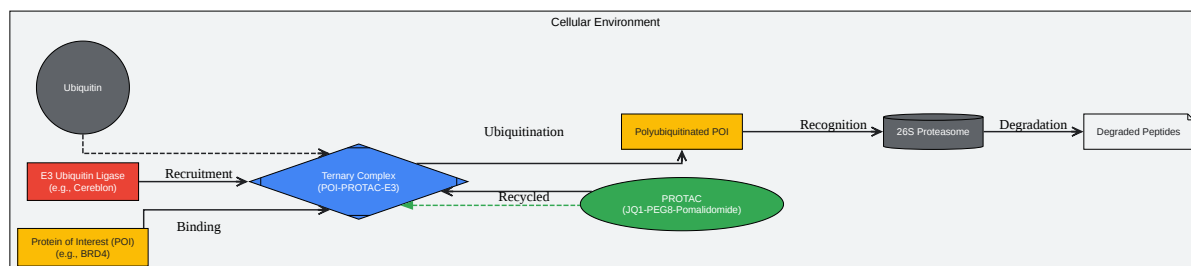 Cellular Environment
Ubiquitin
E3 Ubiquitin Ligase
(e.g., Cereblon)
Recruitment
Protein of Interest (POI)
(e.g., BRD4)
Binding
Ternary Complex
(POI-PROTAC-E3)
Ubiquitination
Recycled
PROTAC
(JQ1-PEG8-Pomalidomide)
Polyubiquitinated POI
Recognition
26S Proteasome
Degradation
Degraded Peptides